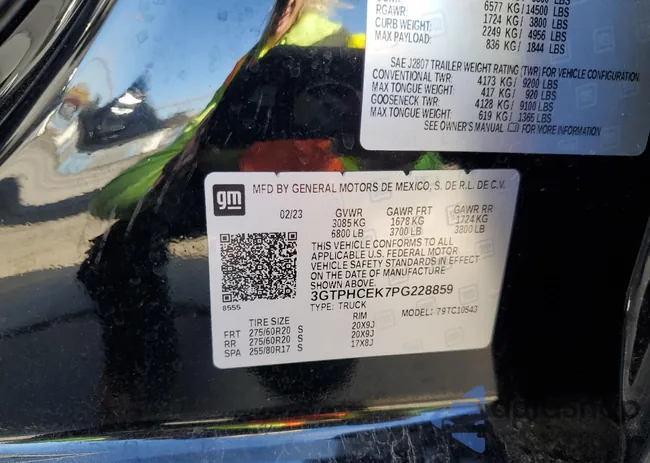 RGAWR: 6577 KG/14500 LBS
CURB WEIGHT: 1724 KG/ 3800 LBS
MAX PAYLOAD: 2249 KG/ 4956 LBS
836 KG/ 1844 LBS
SAE J2807 TRAILER WEIGHT RATING (TWR) FOR VEHICLE CONFIGURATION.
CONVENTIONAL TWR: 4173 KG/ 9200 LBS
MAX TONGUE WT: 417 KG/ 920 LBS
GOOSENECK TWR: 4128 KG/ 9100 LBS
MAX TONGUE WT: 619 KG/ 1365 LBS
SEE OWNER'S MANUAL FOR MORE INFORMATION
gm
MFD BY GENERAL MOTORS DE MEXICO, S. DE R.L. DE C.V.
02/23 GVWR GAWR FRT GAWR RR
3085 KG 1678 KG 1724 KG
6800 LB 3700 LB 3800 LB
THIS VEHICLE CONFORMS TO ALL
APPLICABLE U.S. FEDERAL MOTOR
VEHICLE SAFETY STANDARDS IN EFFECT
ON THE DATE OF MANUFACTURE
SHOWN ABOVE.
3GTPHCEK7PG228859
8555 TYPE: TRUCK MODEL: 79TC10543
TIRE SIZE RIM
FRT 275/60R20 S 20X9J
RR 275/60R20 S 20X9J
SPA 255/80R17 S 17X8J